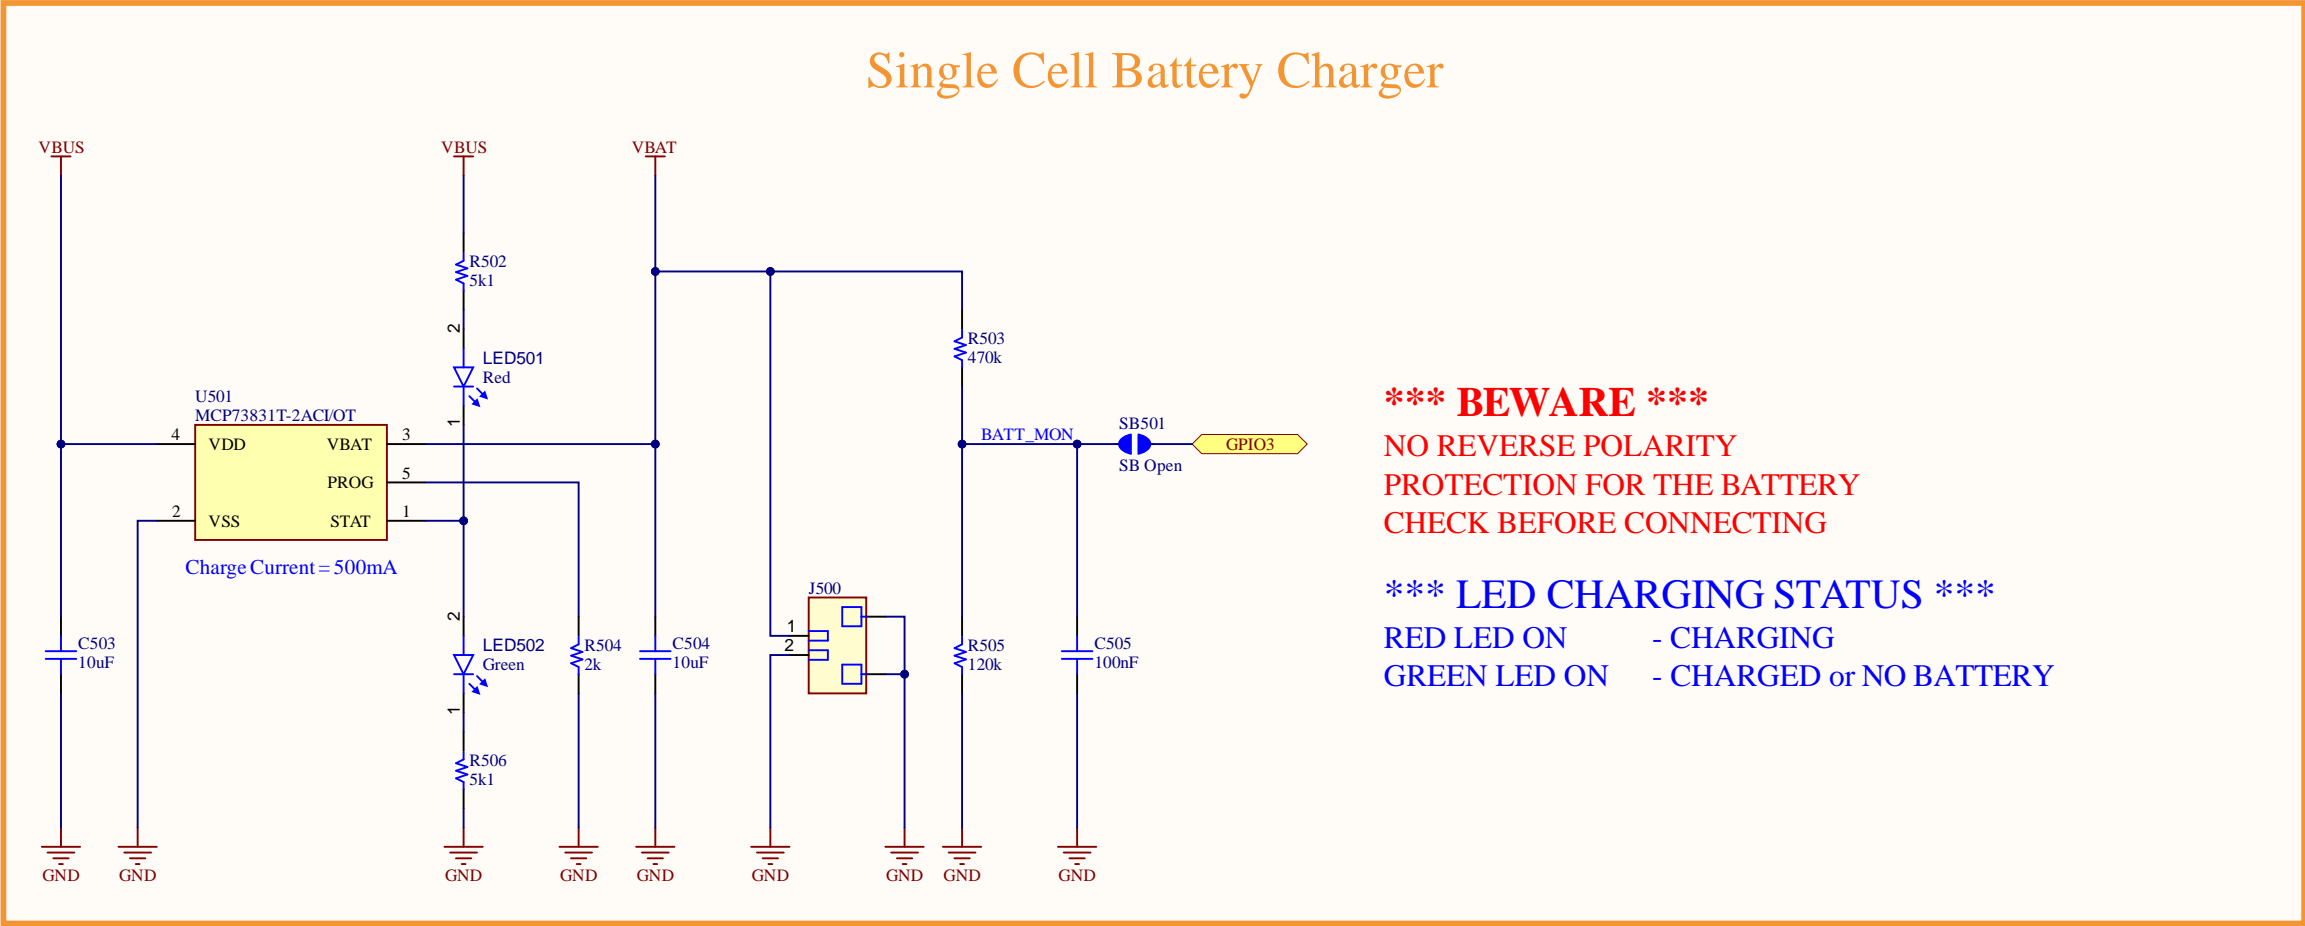 Single Cell Battery Charger
VBUS
VBUS
VBAT
R502
5k1
2
LED501
Red
1
R503
470k
U501
MCP73831T-2ACI/OT
4
VDD
VBAT
3
PROG
5
2
VSS
STAT
1
Charge Current = 500mA
BATT_MON
SB501
SB Open
GPIO3
*** BEWARE ***
NO REVERSE POLARITY
PROTECTION FOR THE BATTERY
CHECK BEFORE CONNECTING
*** LED CHARGING STATUS ***
RED LED ON - CHARGING
GREEN LED ON - CHARGED or NO BATTERY
J500
1
2
C503
10uF
2
LED502
Green
1
R504
2k
C504
10uF
R505
120k
C505
100nF
R506
5k1
GND
GND
GND
GND
GND
GND
GND
GND
GND